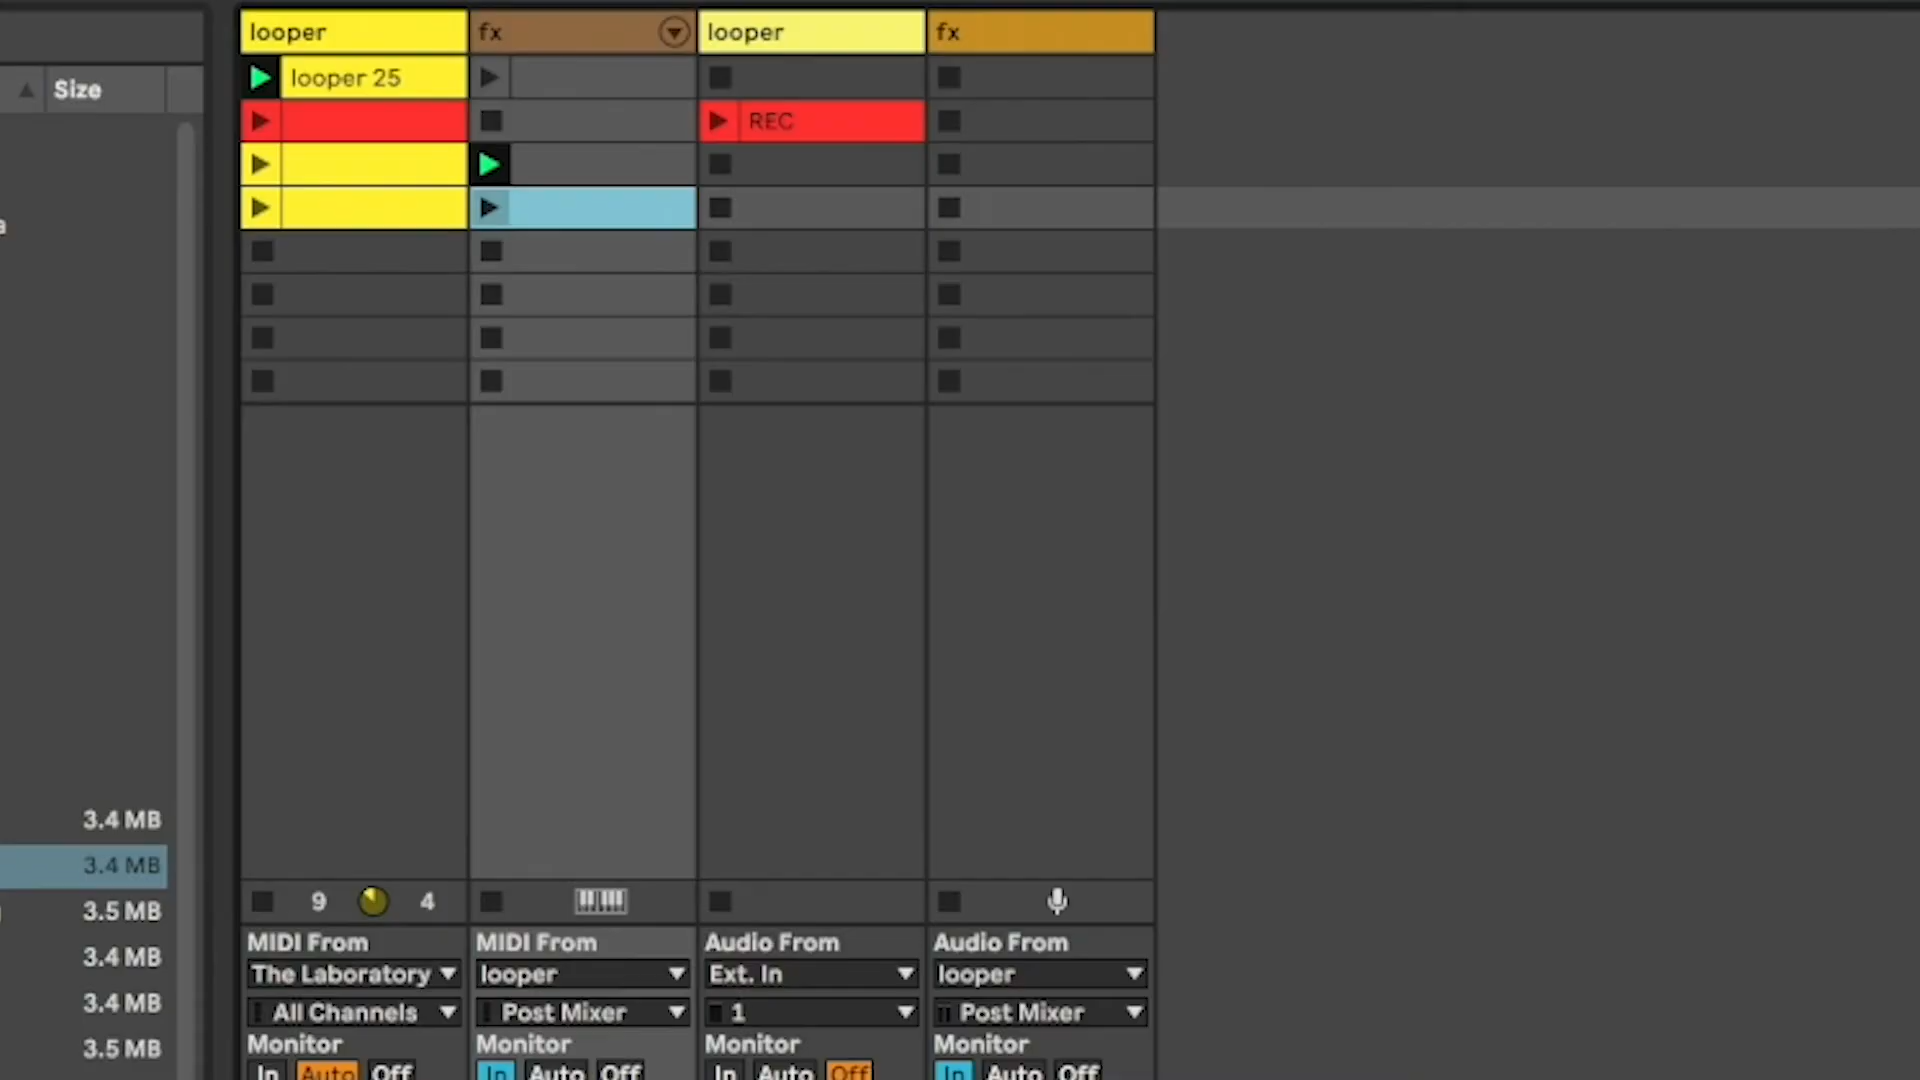 looper fx looper fx
Size
looper 25
REC
3.4 MB
3.4 MB
3.5 MB
3.4 MB
3.4 MB
3.5 MB
9 4
MIDI From MIDI From Audio From Audio From
The Laboratory looper Ext. In looper
All Channels Post Mixer 1 Post Mixer
Monitor Monitor Monitor Monitor
In Auto Off In Auto Off In Auto Off In Auto Off